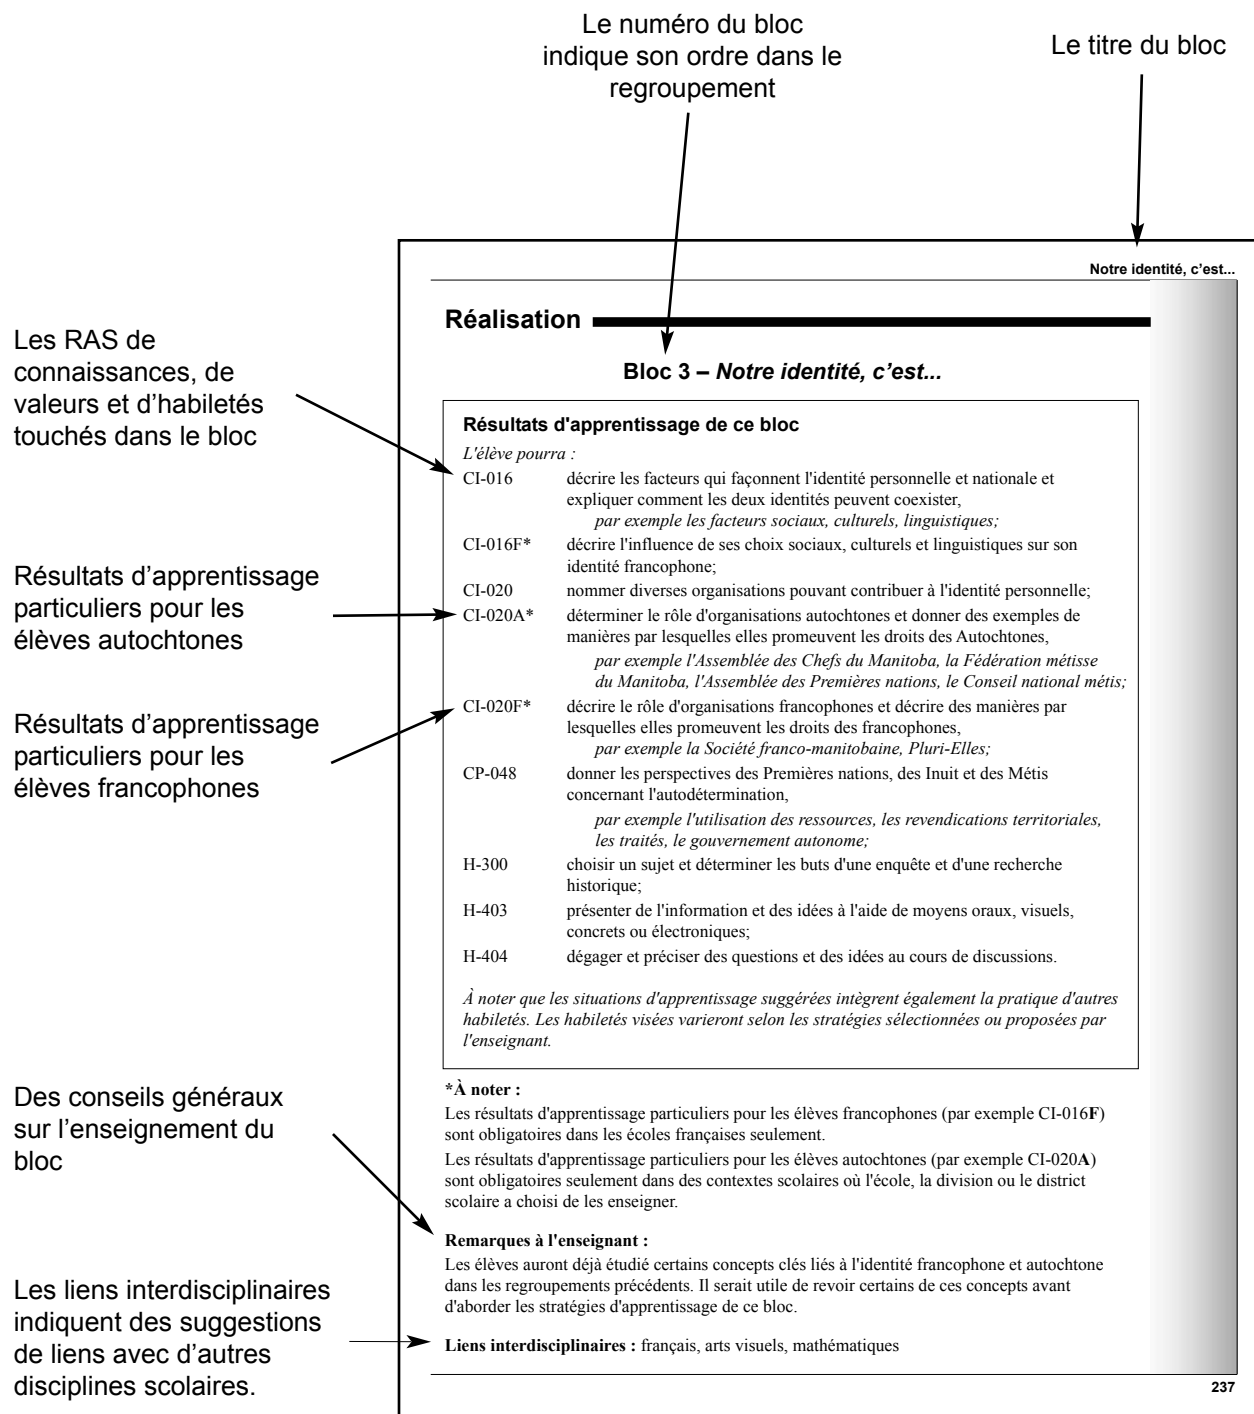 Le numéro du bloc
indique son ordre dans le
regroupement
Le titre du bloc
Notre identité, c'est...
Réalisation
Bloc 3 – Notre identité, c'est...
Les RAS de
connaissances, de
valeurs et d'habiletés
touchés dans le bloc
Résultats d'apprentissage de ce bloc
L'élève pourra :
CI-016 décrire les facteurs qui façonnent l'identité personnelle et nationale et
expliquer comment les deux identités peuvent coexister,
par exemple les facteurs sociaux, culturels, linguistiques;
CI-016F* décrire l'influence de ses choix sociaux, culturels et linguistiques sur son
identité francophone;
CI-020 nommer diverses organisations pouvant contribuer à l'identité personnelle;
Résultats d'apprentissage
particuliers pour les
élèves autochtones
CI-020A* déterminer le rôle d'organisations autochtones et donner des exemples de
manières par lesquelles elles promeuvent les droits des Autochtones,
par exemple l'Assemblée des Chefs du Manitoba, la Fédération métisse
du Manitoba, l'Assemblée des Premières nations, le Conseil national métis;
Résultats d'apprentissage
particuliers pour les
élèves francophones
CI-020F* décrire le rôle d'organisations francophones et décrire des manières par
lesquelles elles promeuvent les droits des francophones,
par exemple la Société franco-manitobaine, Pluri-Elles;
CP-048 donner les perspectives des Premières nations, des Inuit et des Métis
concernant l'autodétermination,
par exemple l'utilisation des ressources, les revendications territoriales,
les traités, le gouvernement autonome;
H-300 choisir un sujet et déterminer les buts d'une enquête et d'une recherche
historique;
H-403 présenter de l'information et des idées à l'aide de moyens oraux, visuels,
concrets ou électroniques;
H-404 dégager et préciser des questions et des idées au cours de discussions.
À noter que les situations d'apprentissage suggérées intègrent également la pratique d'autres
habiletés. Les habiletés visées varieront selon les stratégies sélectionnées ou proposées par
l'enseignant.
*À noter :
Les résultats d'apprentissage particuliers pour les élèves francophones (par exemple CI-016F)
sont obligatoires dans les écoles françaises seulement.
Les résultats d'apprentissage particuliers pour les élèves autochtones (par exemple CI-020A)
sont obligatoires seulement dans des contextes scolaires où l'école, la division ou le district
scolaire a choisi de les enseigner.
Des conseils généraux
sur l'enseignement du
bloc
Remarques à l'enseignant :
Les élèves auront déjà étudié certains concepts clés liés à l'identité francophone et autochtone
dans les regroupements précédents. Il serait utile de revoir certains de ces concepts avant
d'aborder les stratégies d'apprentissage de ce bloc.
Les liens interdisciplinaires
indiquent des suggestions
de liens avec d'autres
disciplines scolaires.
Liens interdisciplinaires : français, arts visuels, mathématiques
237